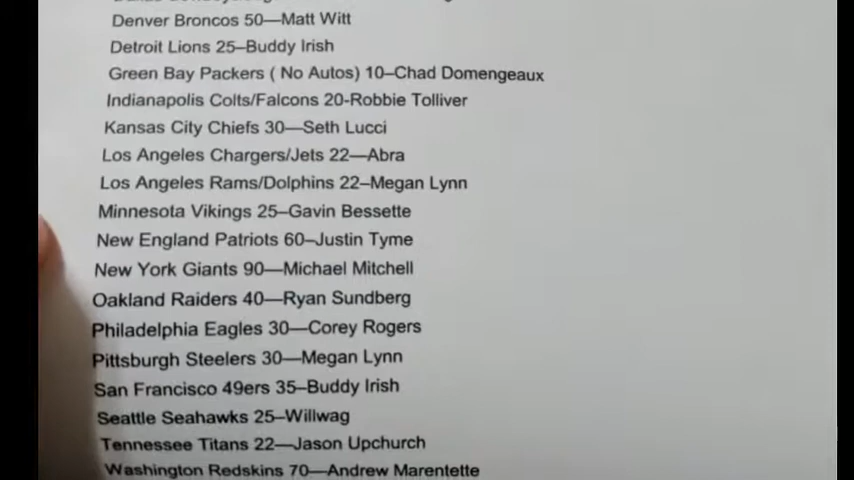 Denver Broncos 50—Matt Witt
Detroit Lions 25–Buddy Irish
Green Bay Packers ( No Autos) 10–Chad Domengeaux
Indianapolis Colts/Falcons 20-Robbie Tolliver
Kansas City Chiefs 30—Seth Lucci
Los Angeles Chargers/Jets 22—Abra
Los Angeles Rams/Dolphins 22–Megan Lynn
Minnesota Vikings 25–Gavin Bessette
New England Patriots 60–Justin Tyme
New York Giants 90—Michael Mitchell
Oakland Raiders 40—Ryan Sundberg
Philadelphia Eagles 30—Corey Rogers
Pittsburgh Steelers 30—Megan Lynn
San Francisco 49ers 35–Buddy Irish
Seattle Seahawks 25–Willwag
Tennessee Titans 22—Jason Upchurch
Washington Redskins 70—Andrew Marentette